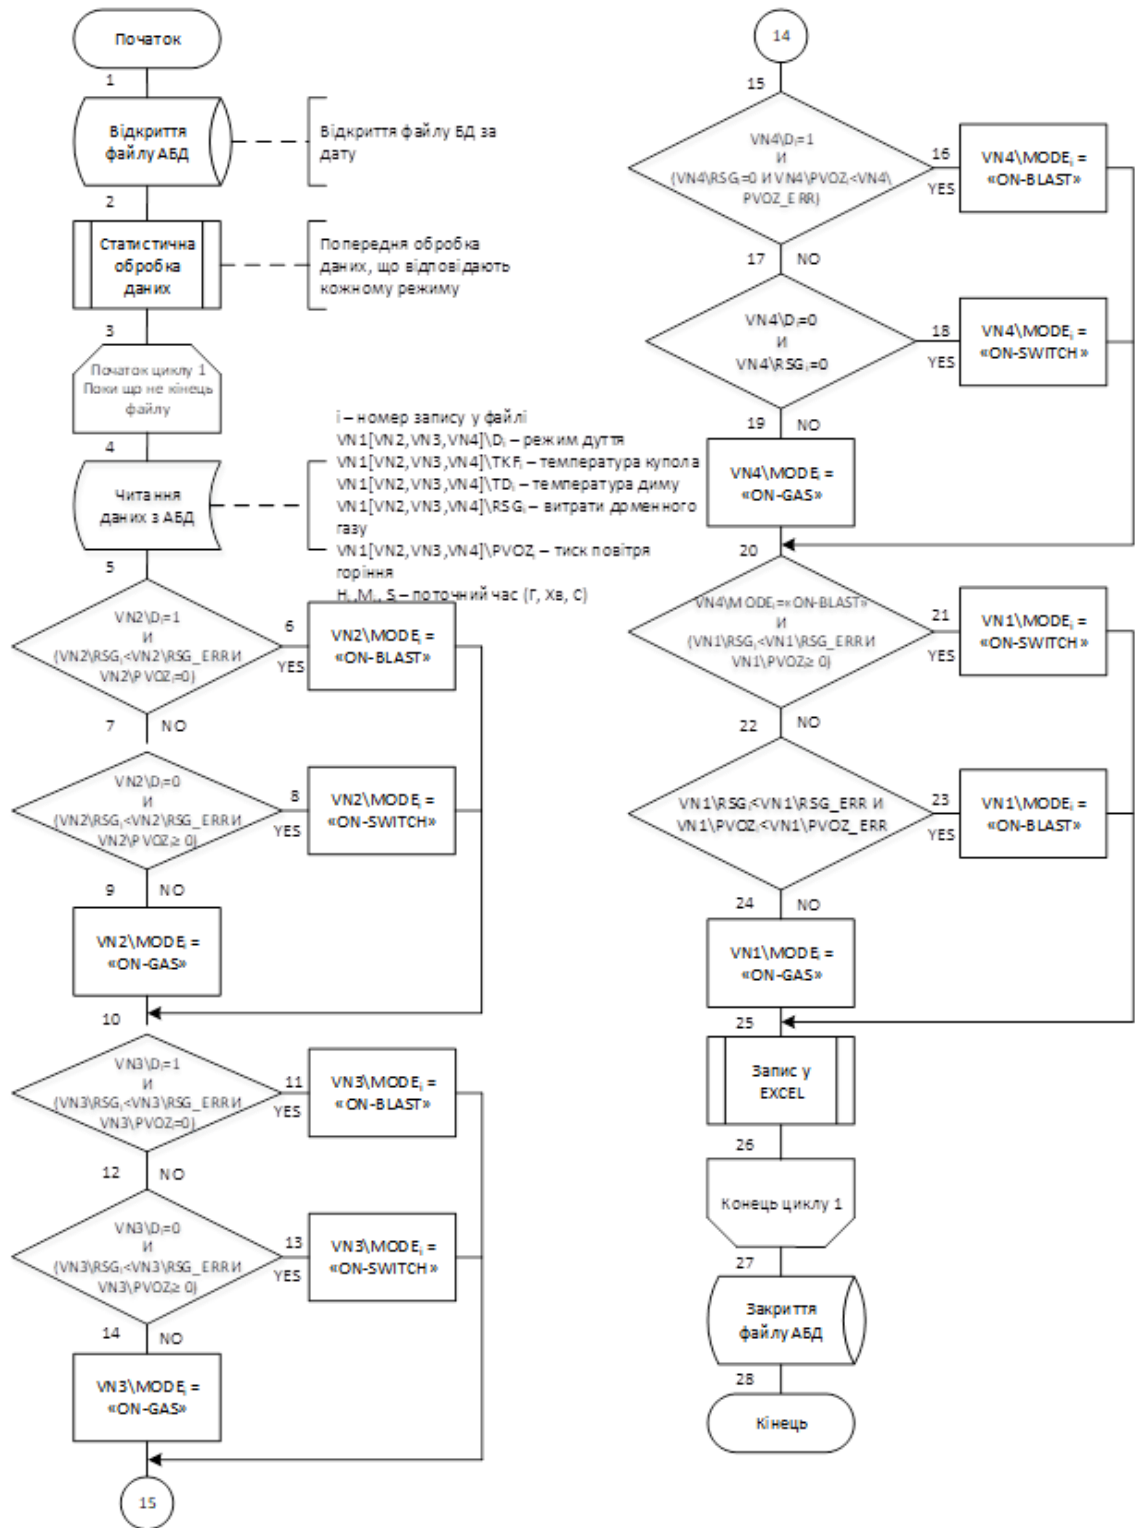 Початок
1
Відкриття
файлу АБД
Відкриття файлу БД за
дату
2
Статистична
обробка
даних
Попередня обробка
даних, що відповідають
кожному режиму
3
Початок циклу 1
Поки що не кінець
файлу
4
Читання
даних з АБД
i – номер запису у файлі
VN1[VN2,VN3,VN4]\Dᵢ – режим дуття
VN1[VN2,VN3,VN4]\TKFᵢ – температура купола
VN1[VN2,VN3,VN4]\TDᵢ – температура диму
VN1[VN2,VN3,VN4]\RSGᵢ – витрати доменного
газу
VN1[VN2,VN3,VN4]\PVOZᵢ – тиск повітря
горіння
Hᵢ,Mᵢ, Sᵢ – поточний час (Г, Хв, С)
5
VN2\Dᵢ=1
И
(VN2\RSGᵢ<VN2\RSG_ERR И
VN2\PVOZᵢ=0)
6
YES
VN2\MODEᵢ =
«ON-BLAST»
7
NO
VN2\Dᵢ=0
И
(VN2\RSGᵢ<VN2\RSG_ERR И
VN2\PVOZᵢ≥ 0)
8
YES
VN2\MODEᵢ =
«ON-SWITCH»
9
NO
VN2\MODEᵢ =
«ON-GAS»
10
VN3\Dᵢ=1
И
(VN3\RSGᵢ<VN3\RSG_ERR И
VN3\PVOZᵢ=0)
11
YES
VN3\MODEᵢ =
«ON-BLAST»
12
NO
VN3\Dᵢ=0
И
(VN3\RSGᵢ<VN3\RSG_ERR И
VN3\PVOZᵢ≥ 0)
13
YES
VN3\MODEᵢ =
«ON-SWITCH»
14
NO
VN3\MODEᵢ =
«ON-GAS»
15
14
15
VN4\Dᵢ=1
И
(VN4\RSGᵢ=0 И VN4\PVOZᵢ<VN4\
PVOZ_ERR)
16
YES
VN4\MODEᵢ =
«ON-BLAST»
17
NO
VN4\Dᵢ=0
И
VN4\RSGᵢ=0
18
YES
VN4\MODEᵢ =
«ON-SWITCH»
19
NO
VN4\MODEᵢ =
«ON-GAS»
20
VN4\MODEᵢ=«ON-BLAST»
И
(VN1\RSGᵢ<VN1\RSG_ERR И
VN1\PVOZᵢ≥ 0)
21
YES
VN1\MODEᵢ =
«ON-SWITCH»
22
NO
VN1\RSGᵢ<VN1\RSG_ERR И
VN1\PVOZᵢ<VN1\PVOZ_ERR
23
YES
VN1\MODEᵢ =
«ON-BLAST»
24
NO
VN1\MODEᵢ =
«ON-GAS»
25
Запис у
EXCEL
26
Конець циклу 1
27
Закриття
файлу АБД
28
Кінець